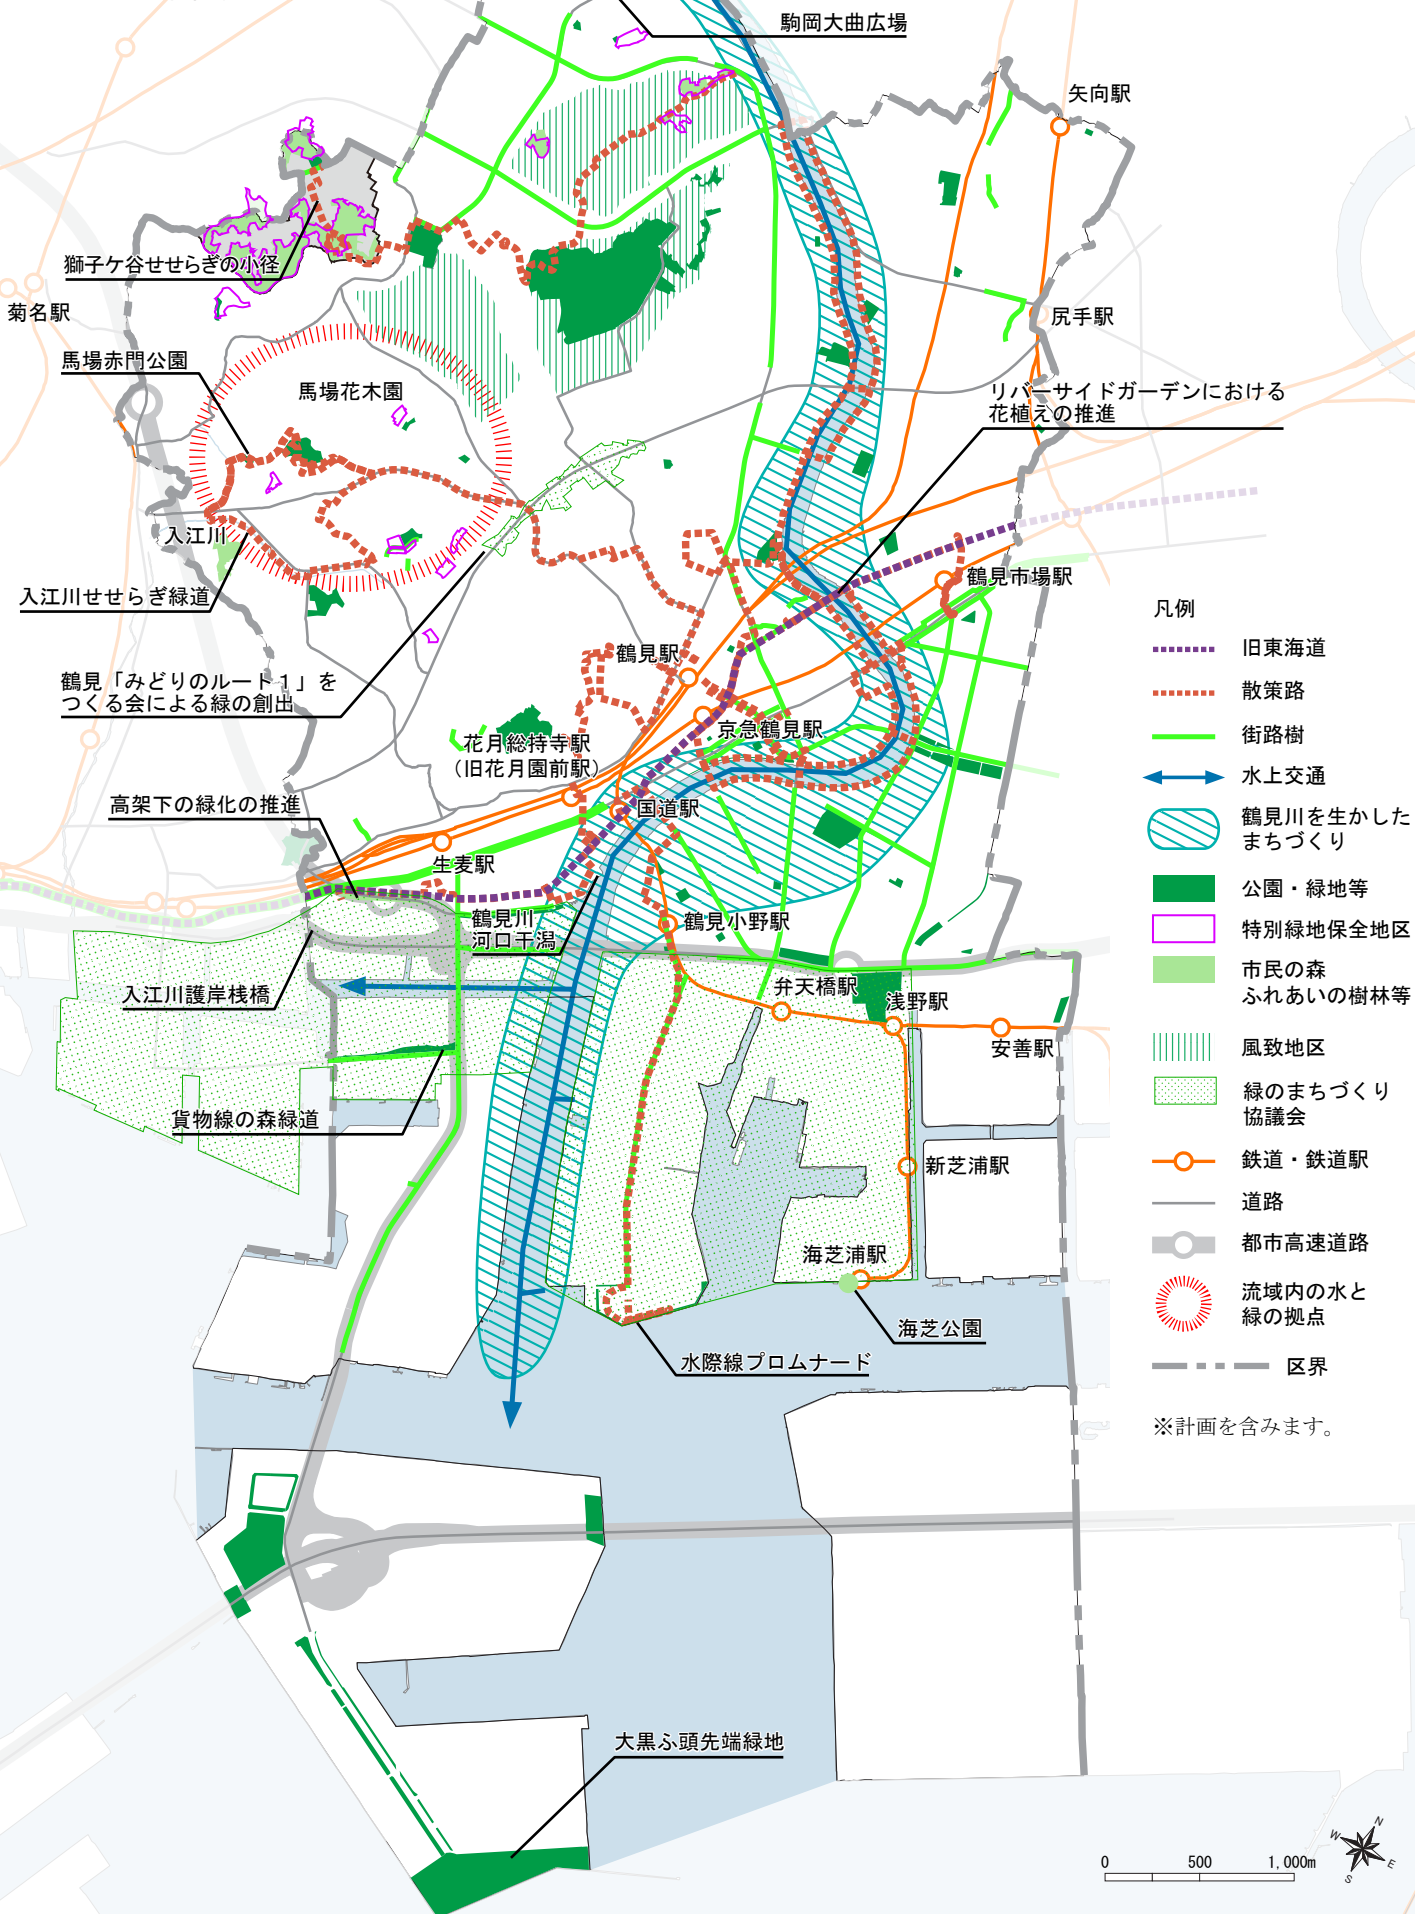 駒岡大曲広場
矢向駅
獅子ケ谷せせらぎの小径
菊名駅
尻手駅
馬場赤門公園
馬場花木園
リバーサイドガーデンにおける
花植えの推進
入江川
鶴見市場駅
入江川せせらぎ緑道
鶴見駅
鶴見「みどりのルート１」を
つくる会による緑の創出
京急鶴見駅
花月総持寺駅
（旧花月園前駅）
高架下の緑化の推進
国道駅
生麦駅
鶴見川
河口干潟
鶴見小野駅
入江川護岸桟橋
弁天橋駅
浅野駅
安善駅
貨物線の森緑道
新芝浦駅
海芝浦駅
海芝公園
水際線プロムナード
大黒ふ頭先端緑地
凡例
旧東海道
散策路
街路樹
水上交通
鶴見川を生かした
まちづくり
公園・緑地等
特別緑地保全地区
市民の森
ふれあいの樹林等
風致地区
緑のまちづくり
協議会
鉄道・鉄道駅
道路
都市高速道路
流域内の水と
緑の拠点
区界
※計画を含みます。
0 500 1,000m
N
W
E
S